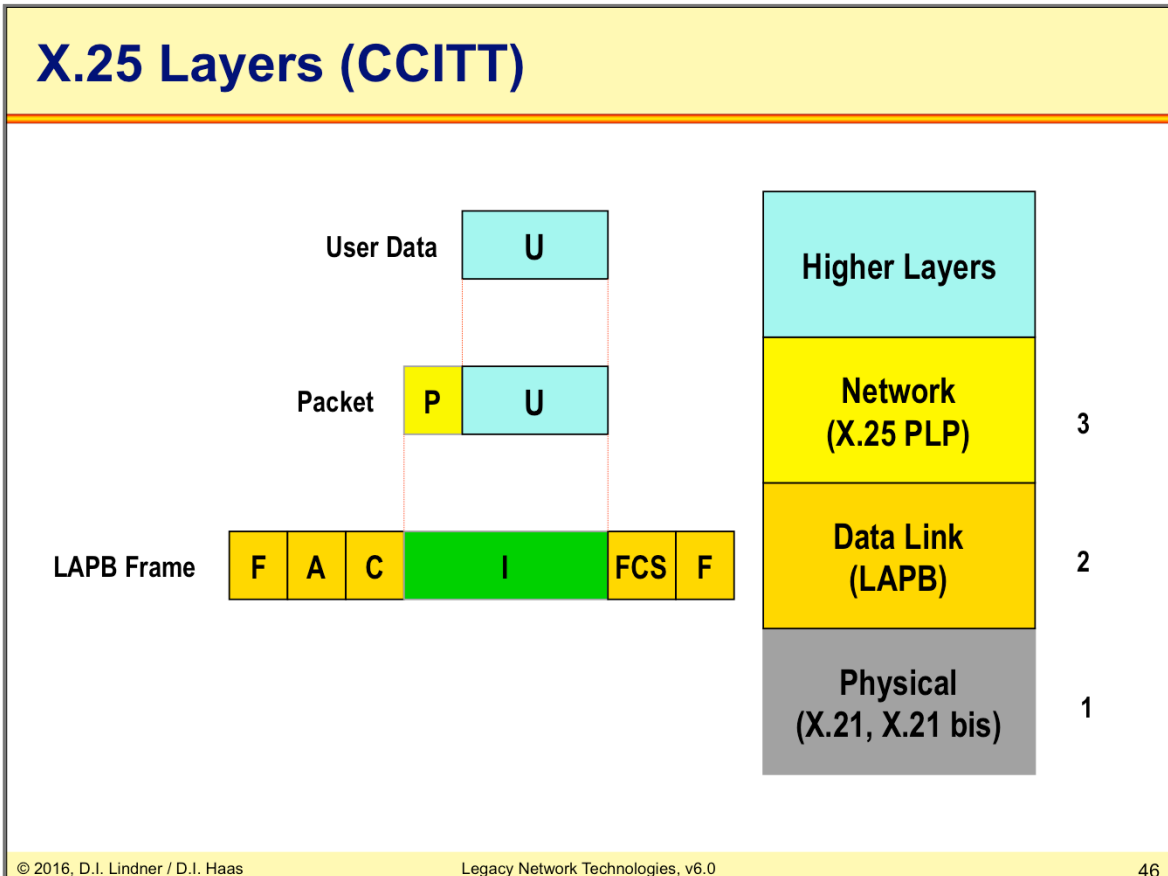 X.25 Layers (CCITT)
User Data
U
Higher Layers
Packet
P
U
Network
(X.25 PLP)
3
LAPB Frame
F
A
C
I
FCS
F
Data Link
(LAPB)
2
Physical
(X.21, X.21 bis)
1
© 2016, D.I. Lindner / D.I. Haas
Legacy Network Technologies, v6.0
46